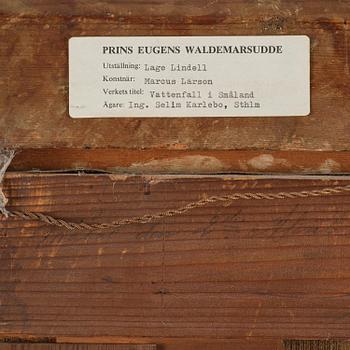 PRINS EUGENS WALDEMARSUDDE
Utställning: Lage Lindell
Konstnär: Marcus Larson
Verkets titel: Vattenfall i Småland
Ägare: Ing. Selim Karlebo, Sthlm